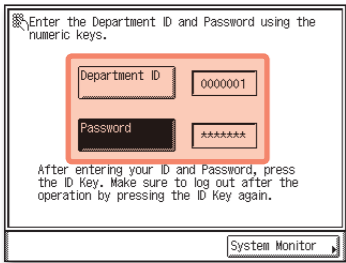 Enter the Department ID and Password using the
numeric keys.
Department ID
0000001
Password
*******
After entering your ID and Password, press
the ID Key. Make sure to log out after the
operation by pressing the ID Key again.
System Monitor